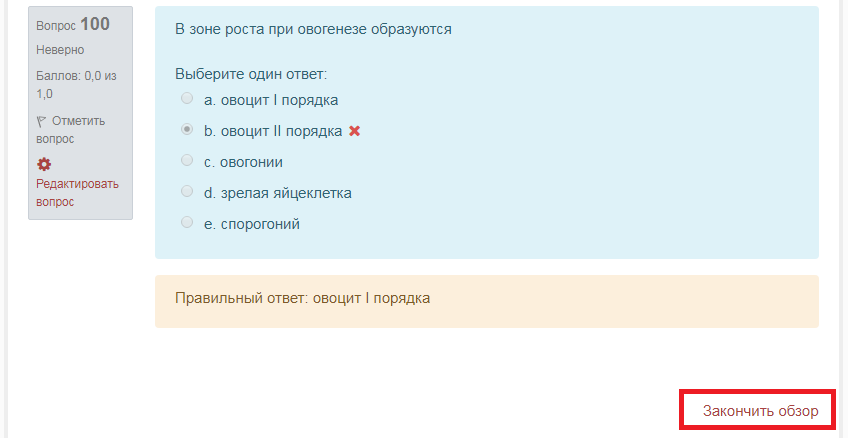 Вопрос 100
Неверно
Баллов: 0,0 из
1,0
Отметить
вопрос
Редактировать
вопрос
В зоне роста при овогенезе образуются
Выберите один ответ:
a. овоцит I порядка
b. овоцит II порядка
c. овогонии
d. зрелая яйцеклетка
e. спорогоний
Правильный ответ: овоцит I порядка
Закончить обзор